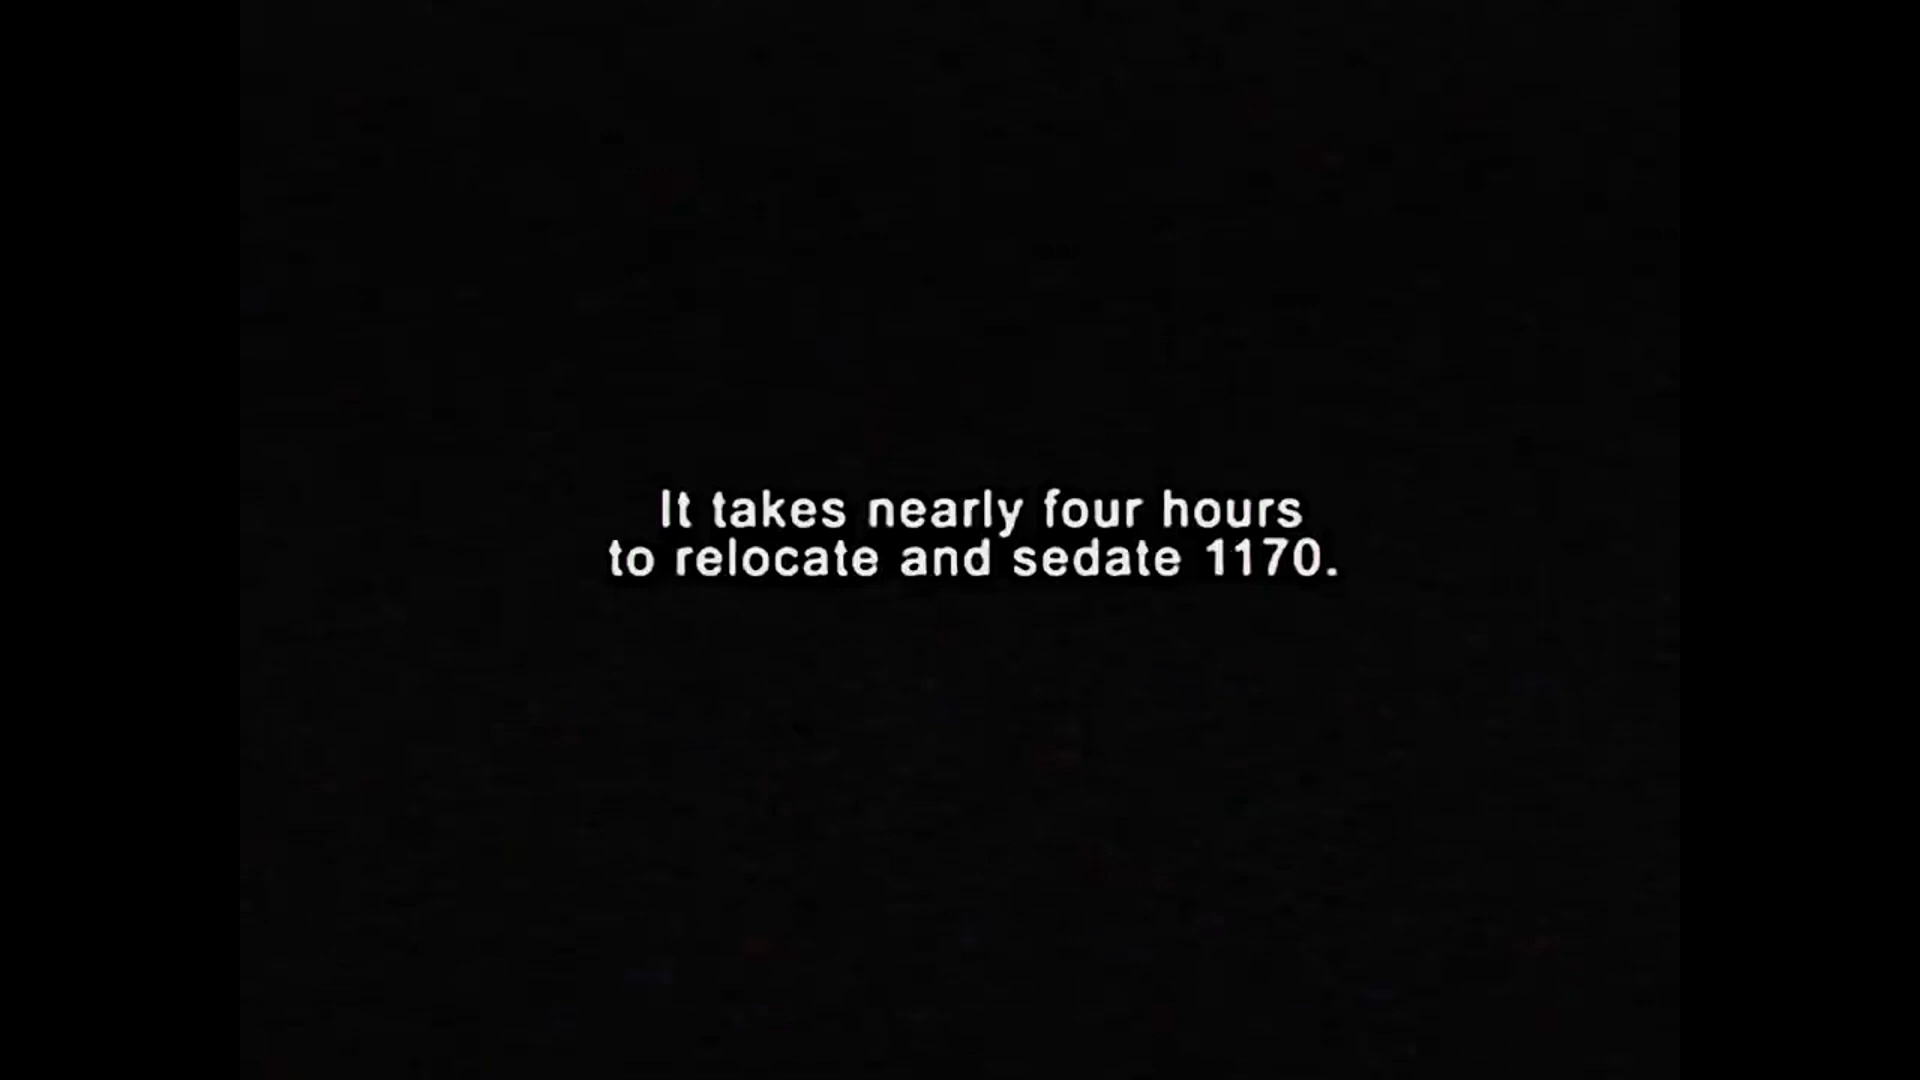 It takes nearly four hours
to relocate and sedate 1170.